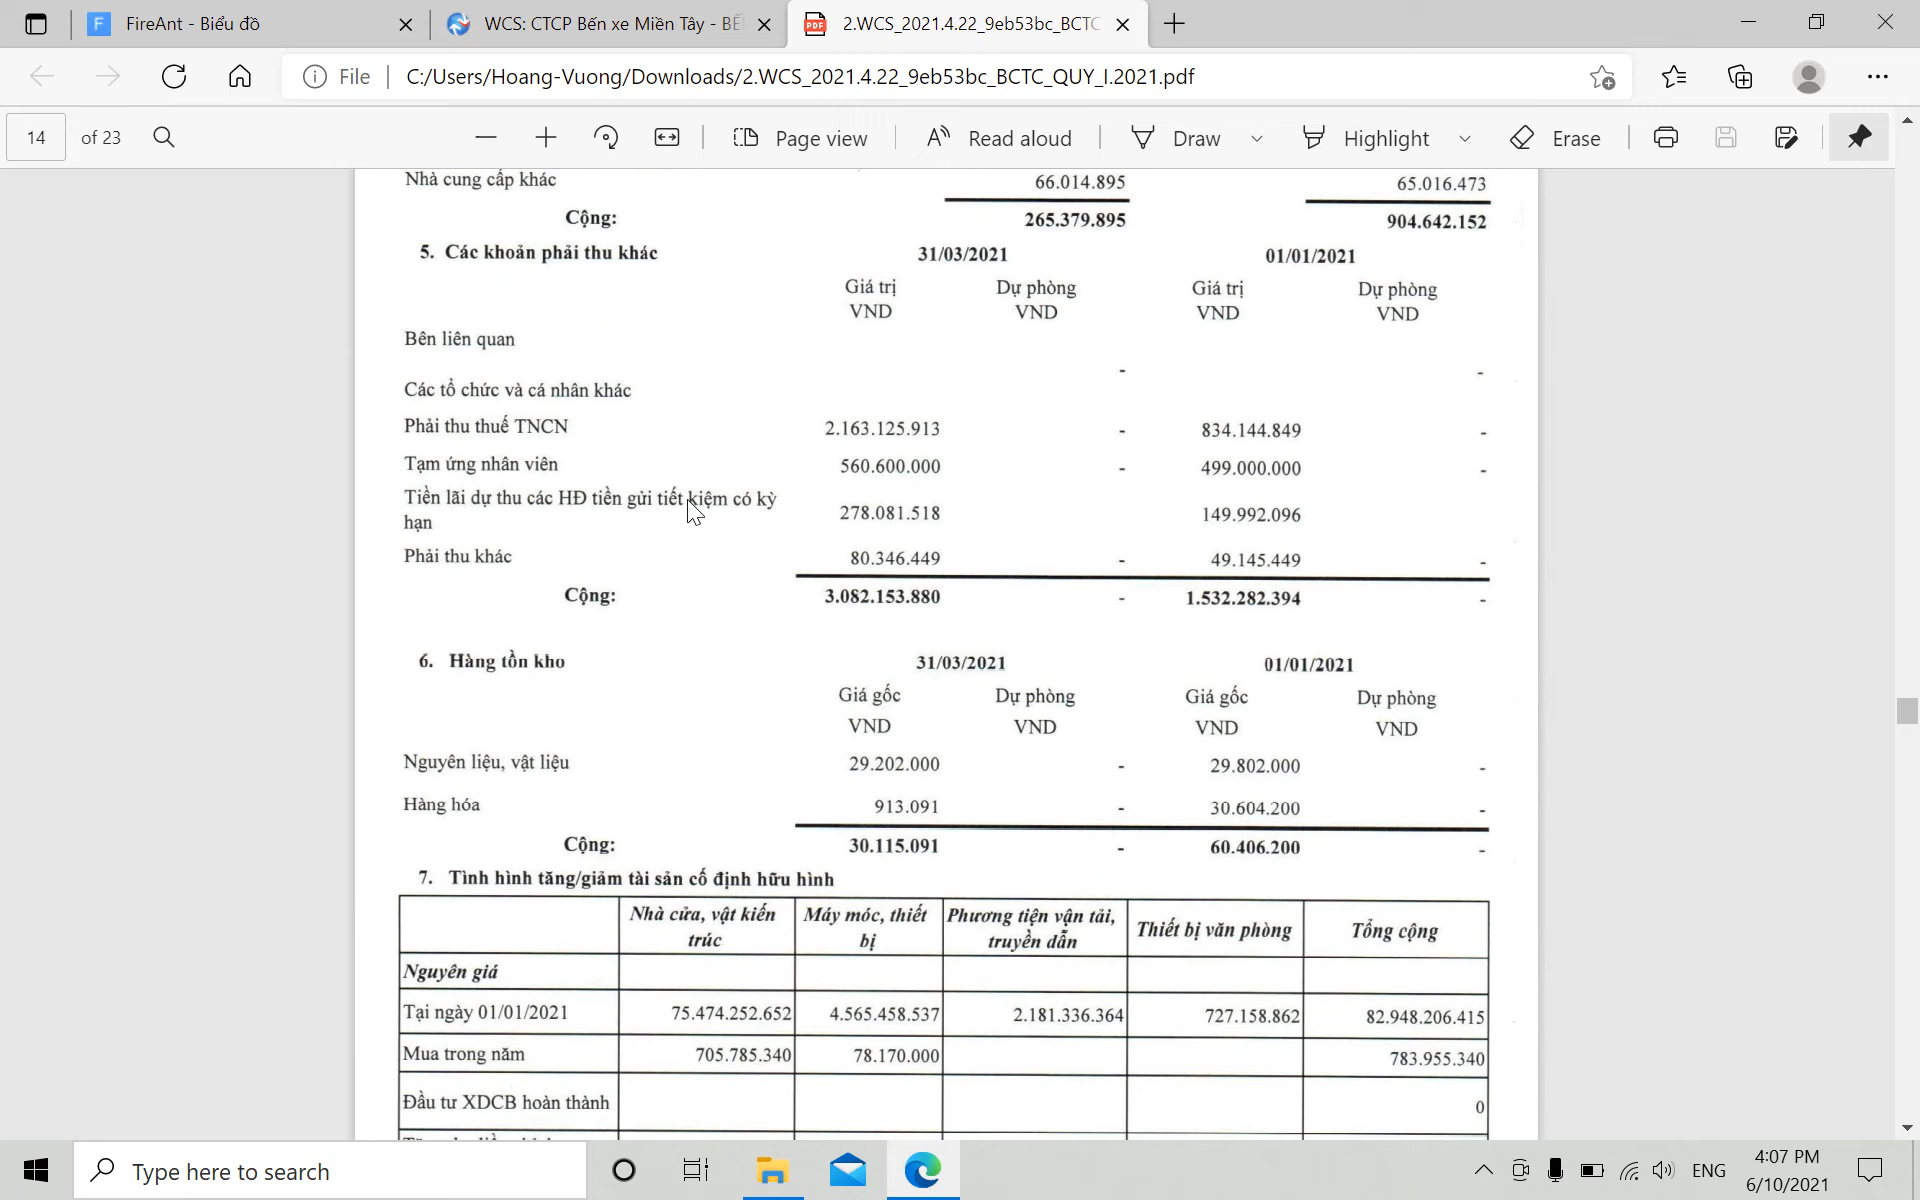 FireAnt - Biểu đồ
WCS: CTCP Bến xe Miền Tây - BẾ
2.WCS_2021.4.22_9eb53bc_BCTC
File
C:/Users/Hoang-Vuong/Downloads/2.WCS_2021.4.22_9eb53bc_BCTC_QUY_I.2021.pdf
14 of 23 Page view Read aloud Draw Highlight Erase
Nhà cung cấp khác 66.014.895 65.016.473
Cộng: 265.379.895 904.642.152
5. Các khoản phải thu khác 31/03/2021 01/01/2021
Giá trị Dự phòng Giá trị Dự phòng
VND VND VND VND
Bên liên quan
- -
Các tổ chức và cá nhân khác
Phải thu thuế TNCN 2.163.125.913 - 834.144.849 -
Tạm ứng nhân viên 560.600.000 - 499.000.000 -
Tiền lãi dự thu các HĐ tiền gửi tiết kiệm có kỳ
hạn 278.081.518 149.992.096
Phải thu khác 80.346.449 - 49.145.449 -
Cộng: 3.082.153.880 - 1.532.282.394 -
6. Hàng tồn kho 31/03/2021 01/01/2021
Giá gốc Dự phòng Giá gốc Dự phòng
VND VND VND VND
Nguyên liệu, vật liệu 29.202.000 - 29.802.000 -
Hàng hóa 913.091 - 30.604.200 -
Cộng: 30.115.091 - 60.406.200 -
7. Tình hình tăng/giảm tài sản cố định hữu hình
Nhà cửa, vật kiến Máy móc, thiết Phương tiện vận tải, Thiết bị văn phòng Tổng cộng
trúc bị truyền dẫn
Nguyên giá
Tại ngày 01/01/2021 75.474.252.652 4.565.458.537 2.181.336.364 727.158.862 82.948.206.415
Mua trong năm 705.785.340 78.170.000 783.955.340
Đầu tư XDCB hoàn thành 0
Type here to search
ENG
4:07 PM
6/10/2021